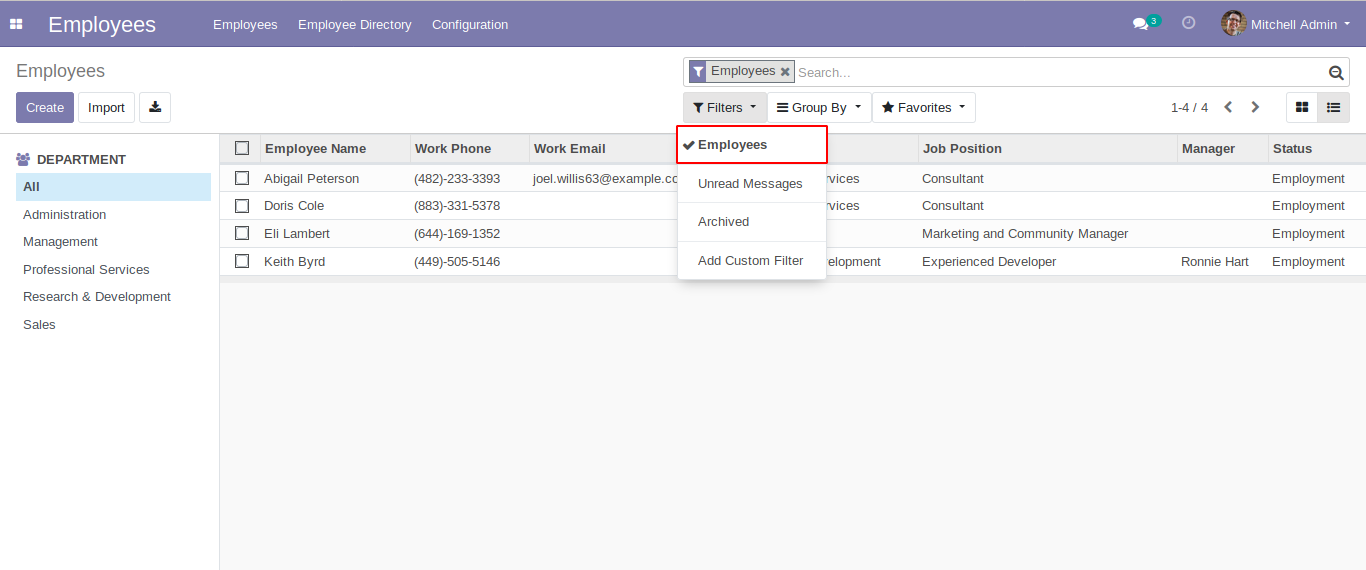 Employees Employees Employee Directory Configuration 3 Mitchell Admin
Employees
Employees Search...
Create Import Filters Group By Favorites 1-4 / 4
DEPARTMENT
All
Administration
Management
Professional Services
Research & Development
Sales
Employee Name Work Phone Work Email Job Position Manager Status
Abigail Peterson (482)-233-3393 joel.willis63@example.co rvices Consultant Employment
Doris Cole (883)-331-5378 rvices Consultant Employment
Eli Lambert (644)-169-1352 Marketing and Community Manager Employment
Keith Byrd (449)-505-5146 elopment Experienced Developer Ronnie Hart Employment
Employees
Unread Messages
Archived
Add Custom Filter